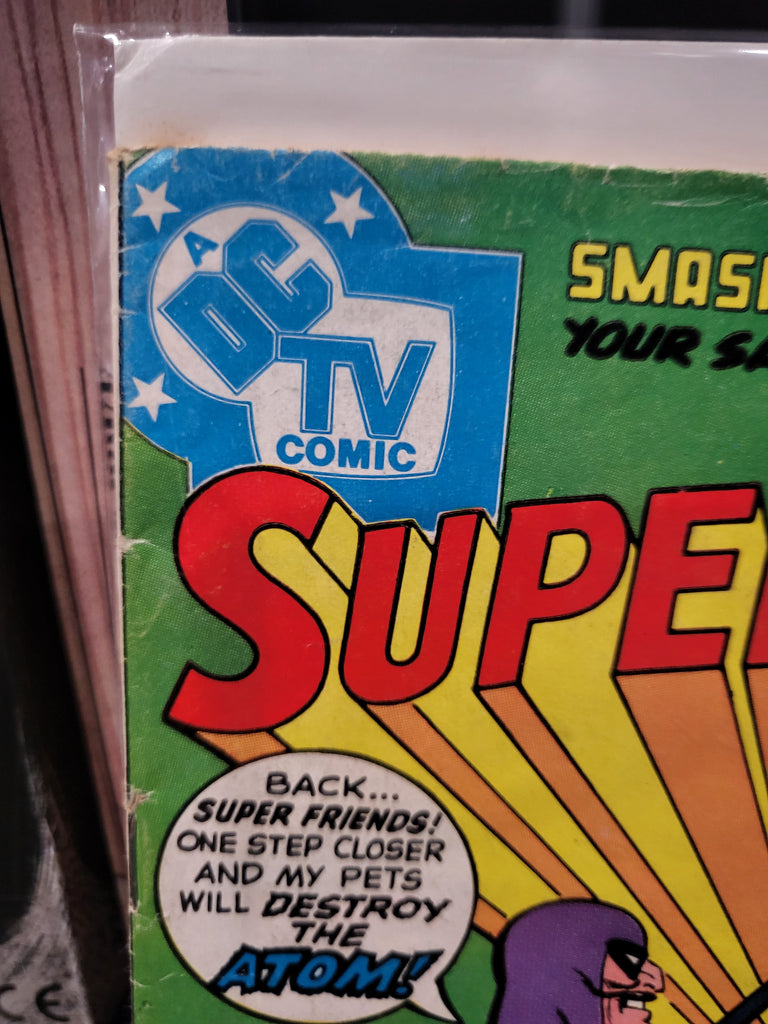 A
DC
TV
COMIC
SMAS
YOUR
SUPE
BACK...
SUPER FRIENDS!
ONE STEP CLOSER
AND MY PETS
WILL DESTROY
THE
ATOM!
CE